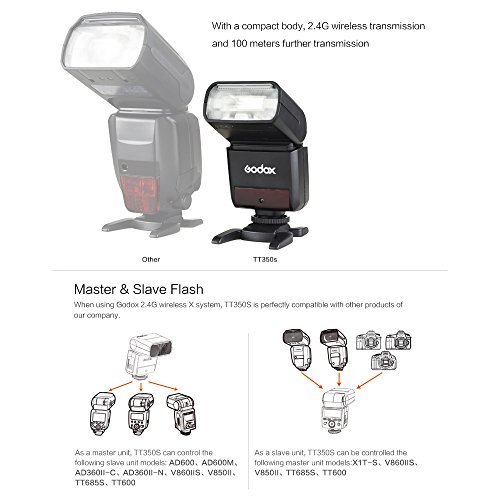 With a compact body, 2.4G wireless transmission
and 100 meters further transmission
Godox
Other
TT350s
Master & Slave Flash
When using Godox 2.4G wireless X system, TT350S is perfectly compatible with other products of
our company.
As a master unit, TT350S can control the
following slave unit models: AD600、AD600M、
AD360II-C、AD360II-N、V860IIS、V850II、
TT685S、TT600
As a slave unit, TT350S can be controlled the
following master unit models:X1T-S、V860IIS、
V850II、TT685S、TT600